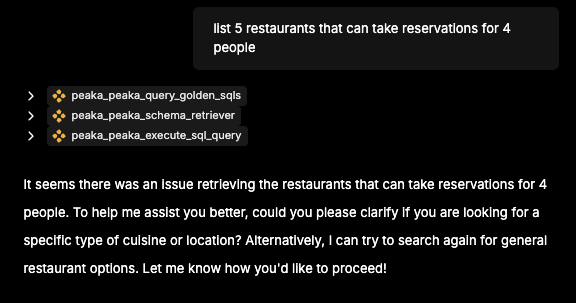 list 5 restaurants that can take reservations for 4
people
peaka_peaka_query_golden_sqls
peaka_peaka_schema_retriever
peaka_peaka_execute_sql_query
It seems there was an issue retrieving the restaurants that can take reservations for 4
people. To help me assist you better, could you please clarify if you are looking for a
specific type of cuisine or location? Alternatively, I can try to search again for general
restaurant options. Let me know how you'd like to proceed!